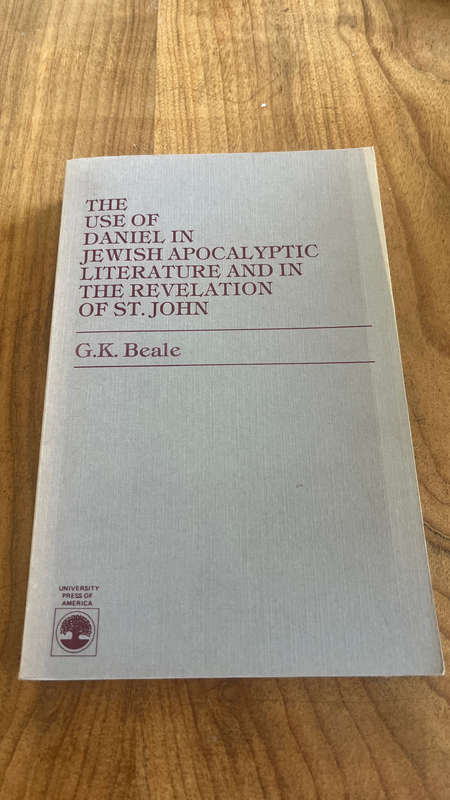 THE
USE OF
DANIEL IN
JEWISH APOCALYPTIC
LITERATURE AND IN
THE REVELATION
OF ST. JOHN
G.K. Beale
UNIVERSITY
PRESS OF
AMERICA